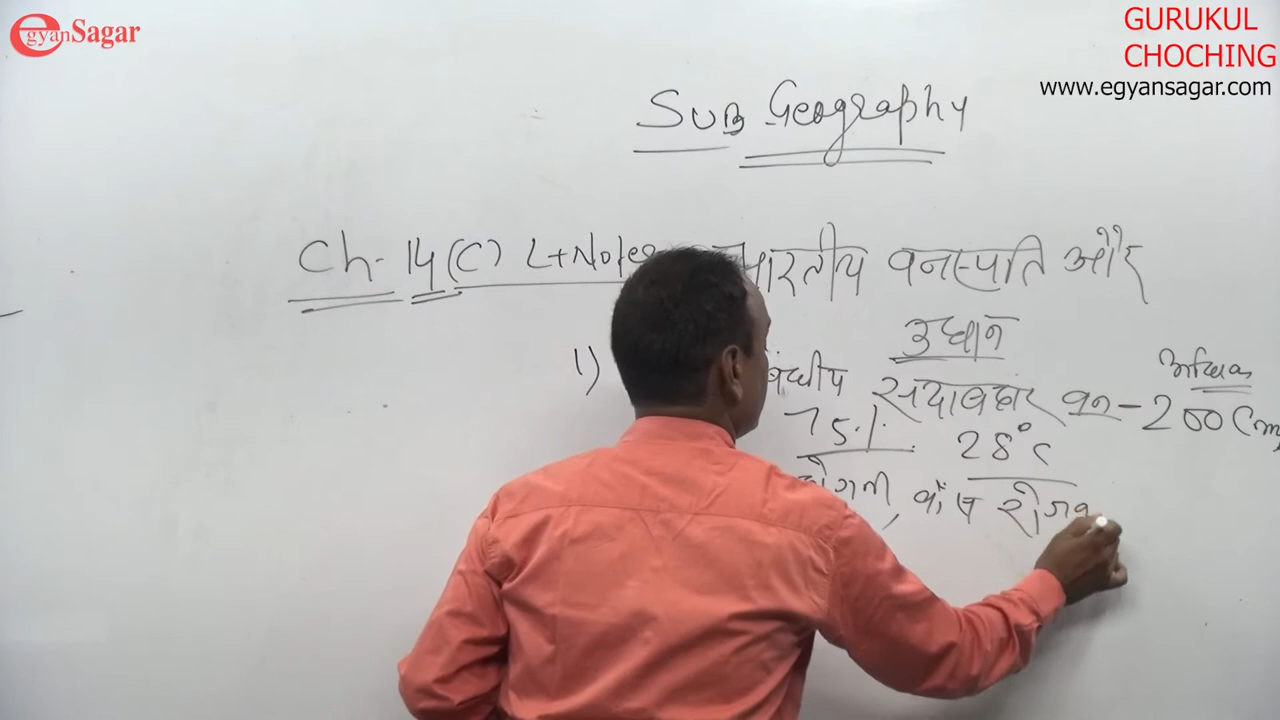 egyanSagar
GURUKUL
CHOCHING
www.egyansagar.com
SUB Geography
Ch- 14 (C) L+Notes भारतीय वनस्पति और
उधान
1) बंधीय सदाबहार वन - 200 Cm अधिक
75% 28°C
बाँस